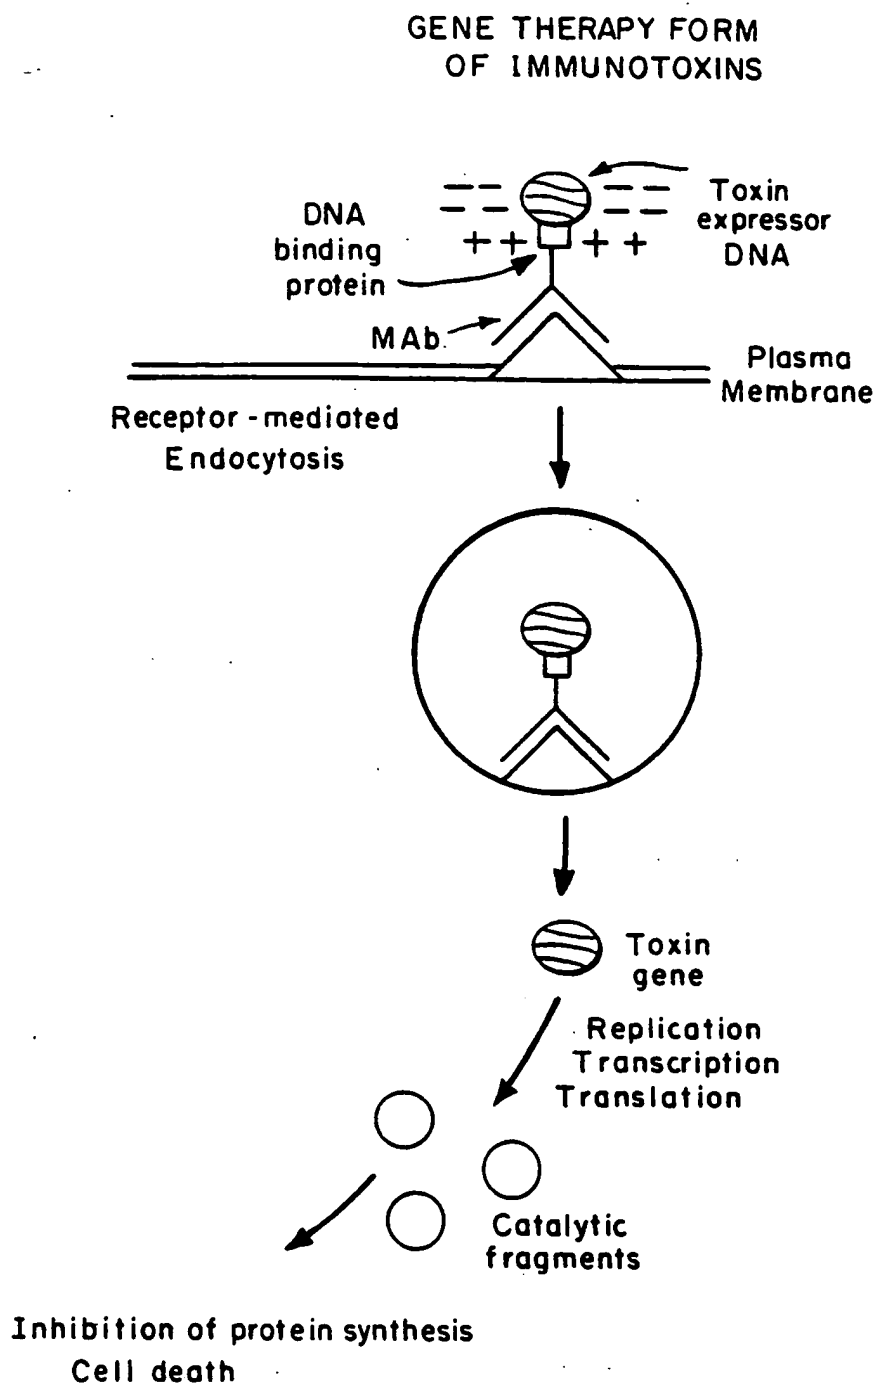 GENE THERAPY FORM
OF IMMUNOTOXINS
DNA
binding
protein
Toxin
expressor
DNA
– –
– –
– –
– –
+ +
+ +
MAb.
Plasma
Membrane
Receptor-mediated
Endocytosis
Toxin
gene
Replication
Transcription
Translation
Catalytic
fragments
Inhibition of protein synthesis
Cell death